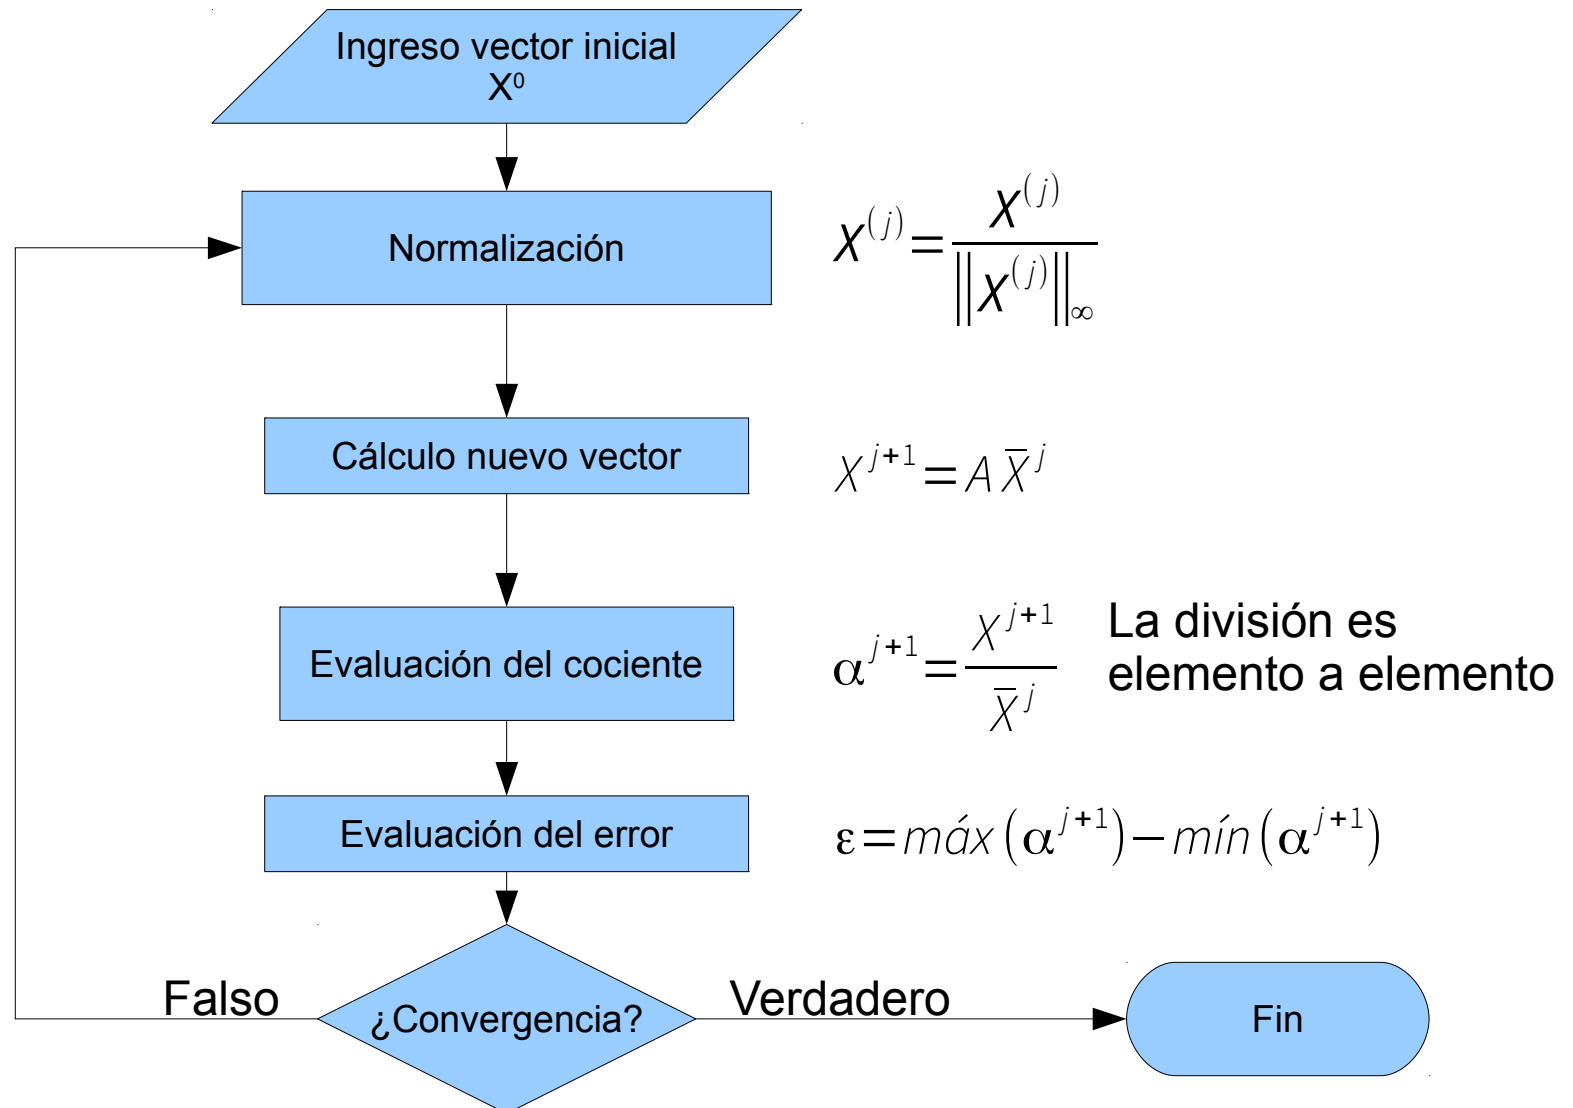 Ingreso vector inicial
X⁰
Normalización
X^(j) = X^(j) / ‖X^(j)‖∞
Cálculo nuevo vector
X^(j+1) = A X̄^j
Evaluación del cociente
α^(j+1) = X^(j+1) / X̄^j
La división es
elemento a elemento
Evaluación del error
ε = máx(α^(j+1)) − mín(α^(j+1))
Falso
¿Convergencia?
Verdadero
Fin